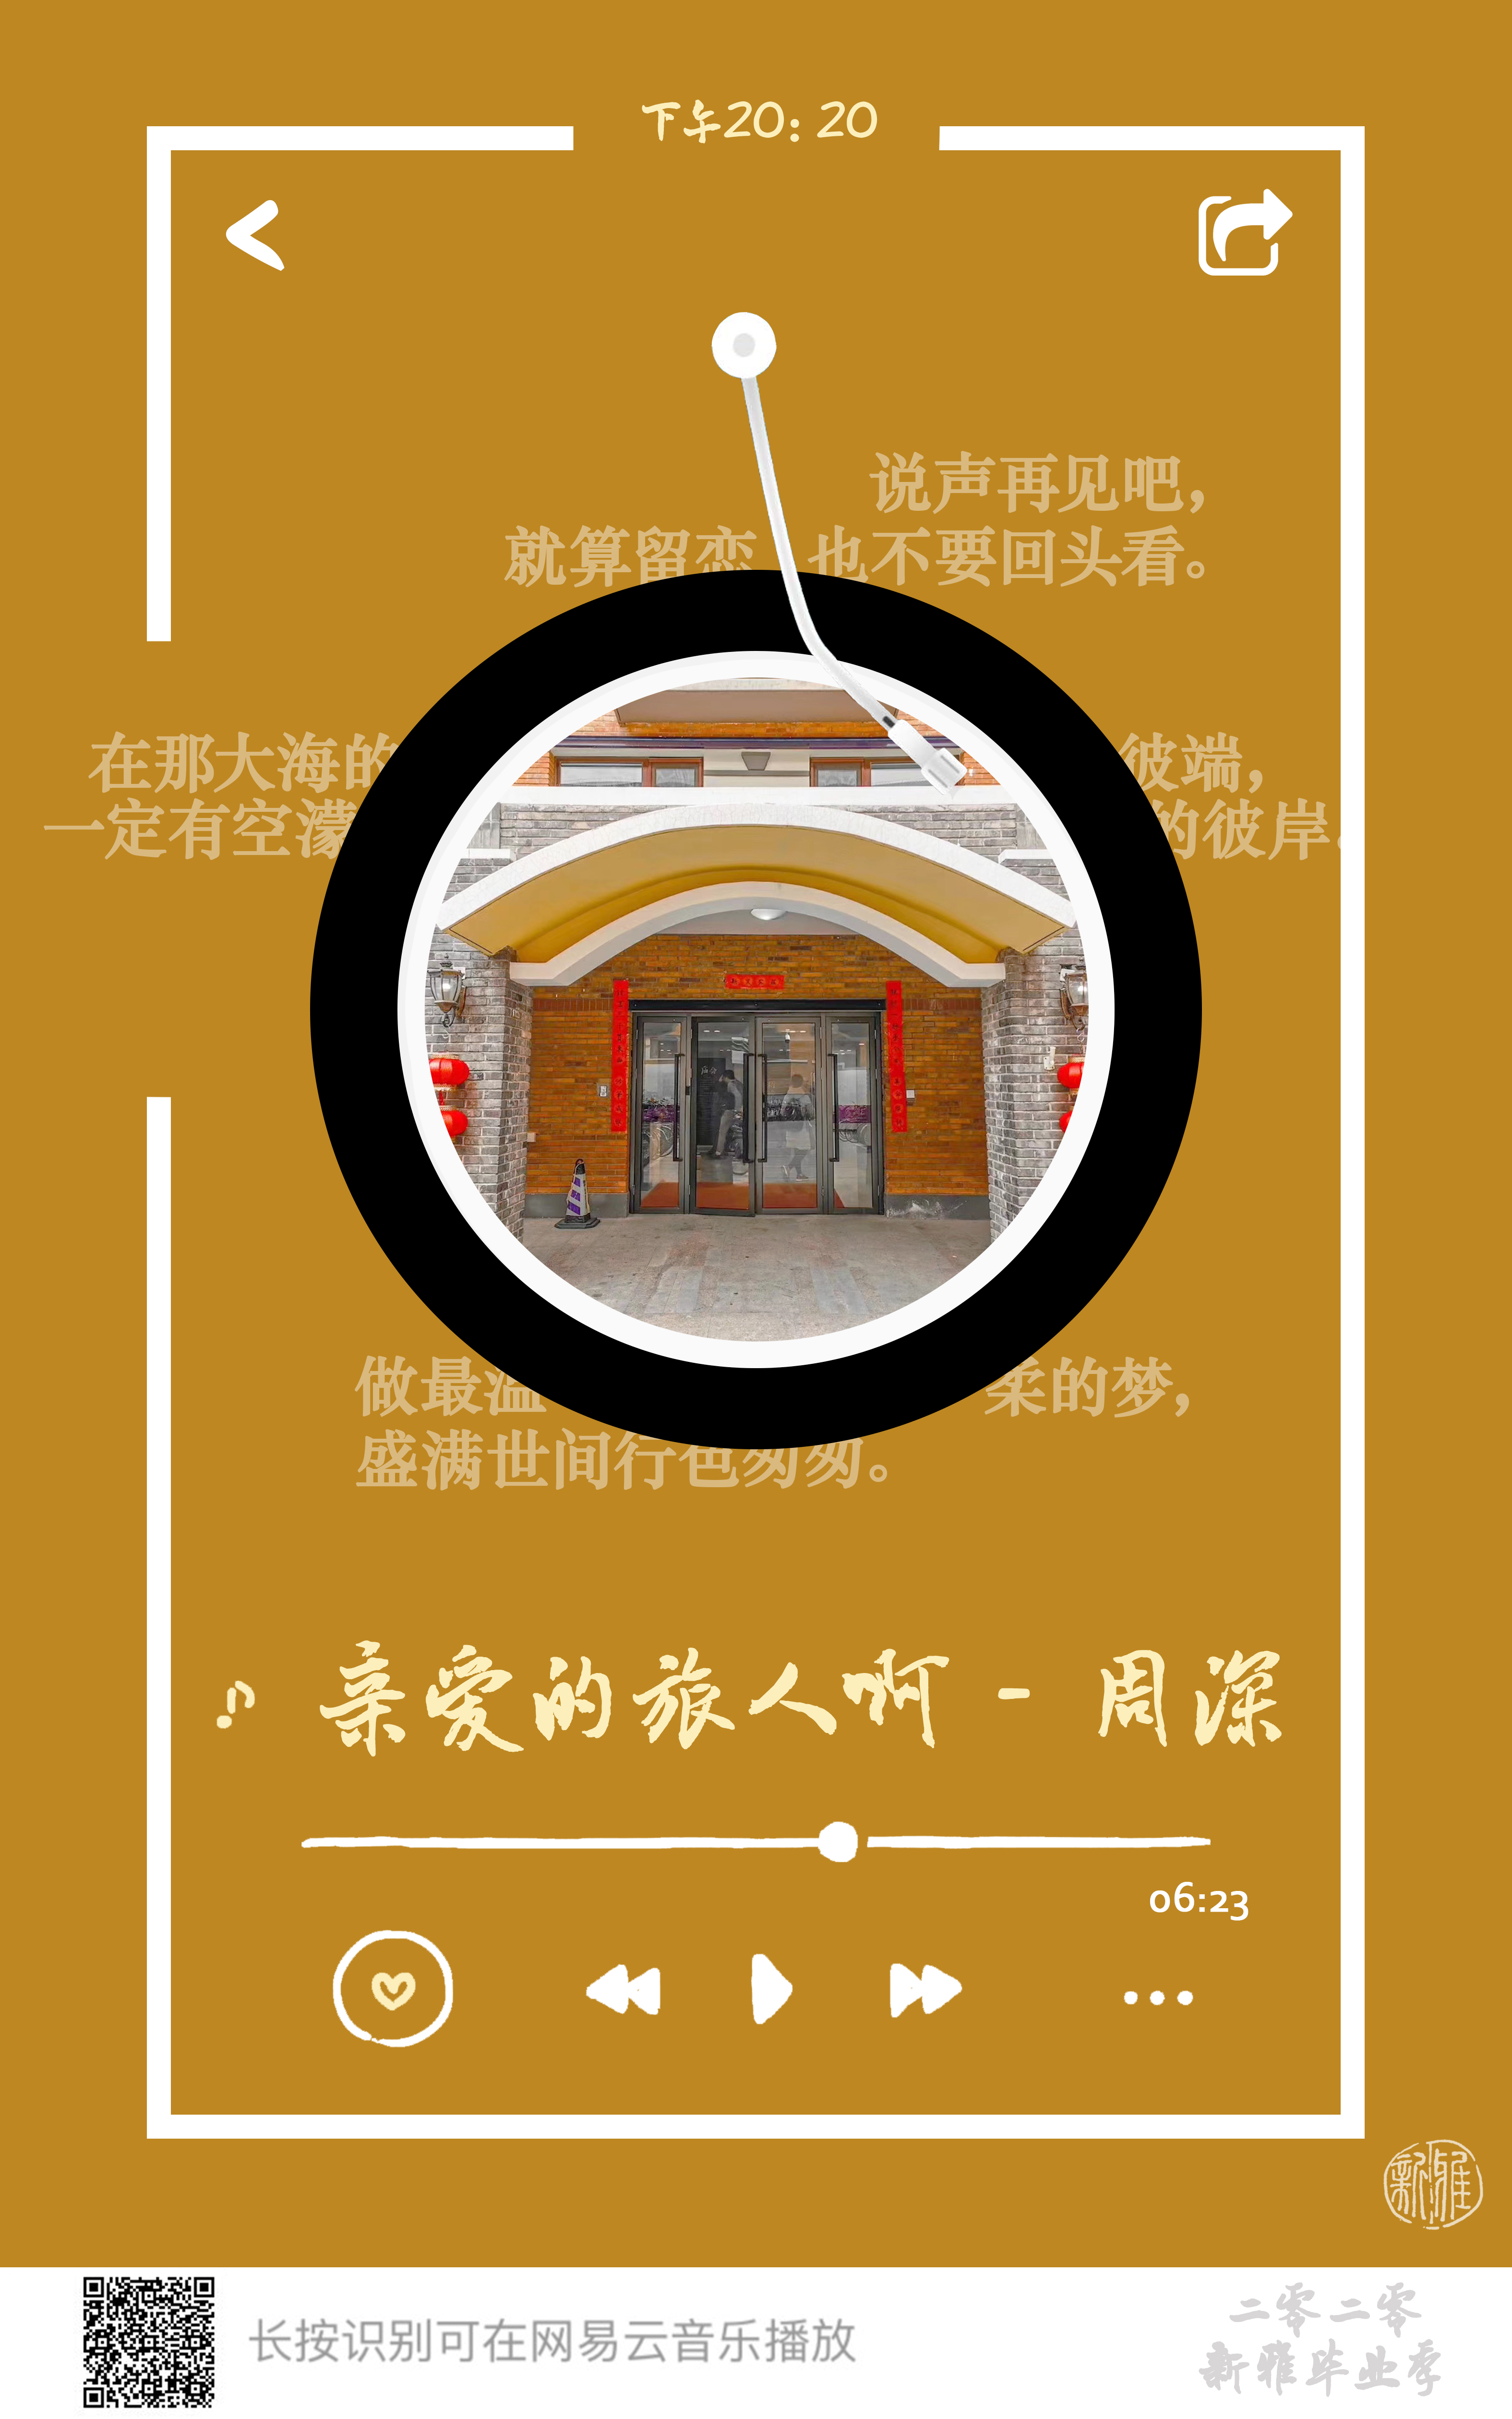 下午20:20
说声再见吧，
就算留恋 也不要回头看。
在那大海的 彼端，
一定有空濛 的彼岸。
做最温 柔的梦，
盛满世间行色匆匆。
亲爱的旅人啊 - 周深
06:23
新雅
长按识别可在网易云音乐播放
二零二零
新雅毕业季